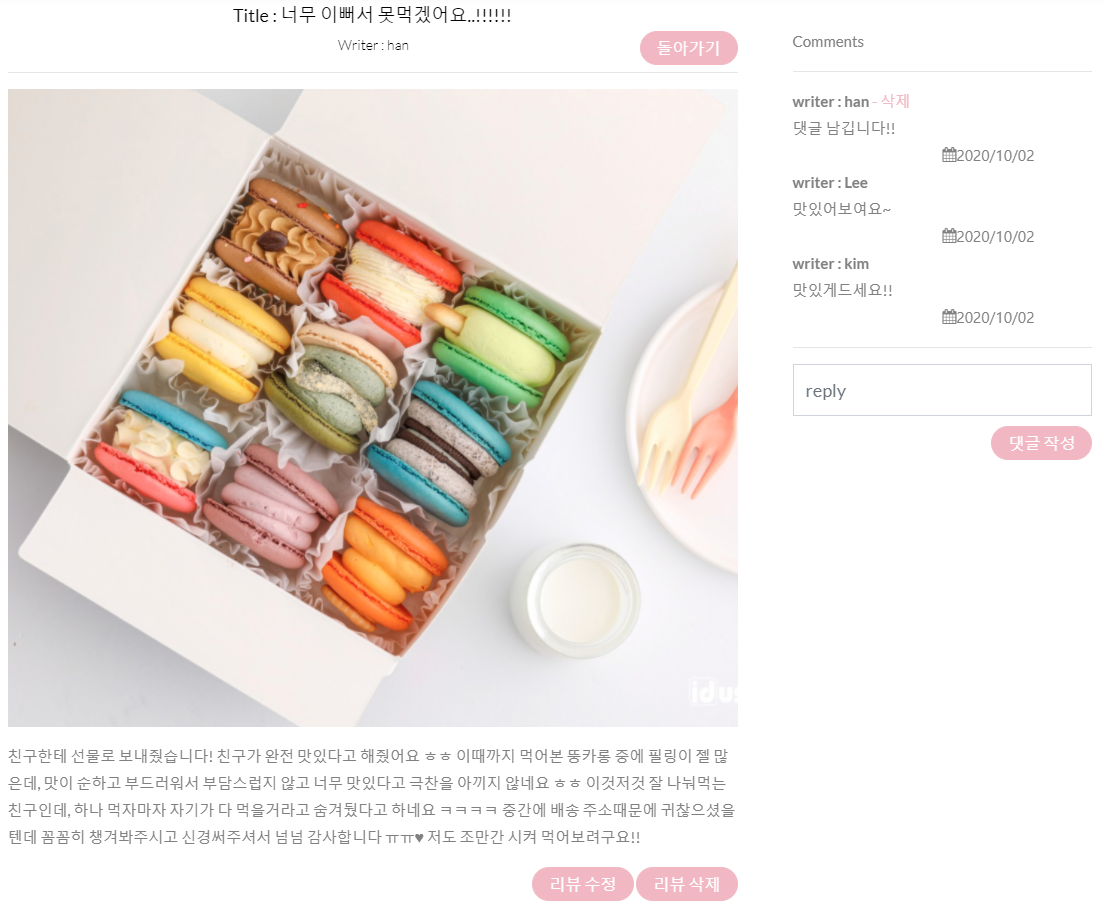 Title : 너무 이뻐서 못먹겠어요..!!!!!!
Writer : han
돌아가기
친구한테 선물로 보내줬습니다! 친구가 완전 맛있다고 해줬어요 ㅎㅎ 이때까지 먹어본 뚱카롱 중에 필링이 젤 많
은데, 맛이 순하고 부드러워서 부담스럽지 않고 너무 맛있다고 극찬을 아끼지 않네요 ㅎㅎ 이것저것 잘 나눠먹는
친구인데, 하나 먹자마자 자기가 다 먹을거라고 숨겨뒀다고 하네요 ㅋㅋㅋㅋ 중간에 배송 주소때문에 귀찮으셨을
텐데 꼼꼼히 챙겨봐주시고 신경써주셔서 넘넘 감사합니다 ㅠㅠ♥ 저도 조만간 시켜 먹어보려구요!!
리뷰 수정
리뷰 삭제
Comments
writer : han - 삭제
댓글 남깁니다!!
2020/10/02
writer : Lee
맛있어보여요~
2020/10/02
writer : kim
맛있게드세요!!
2020/10/02
reply
댓글 작성